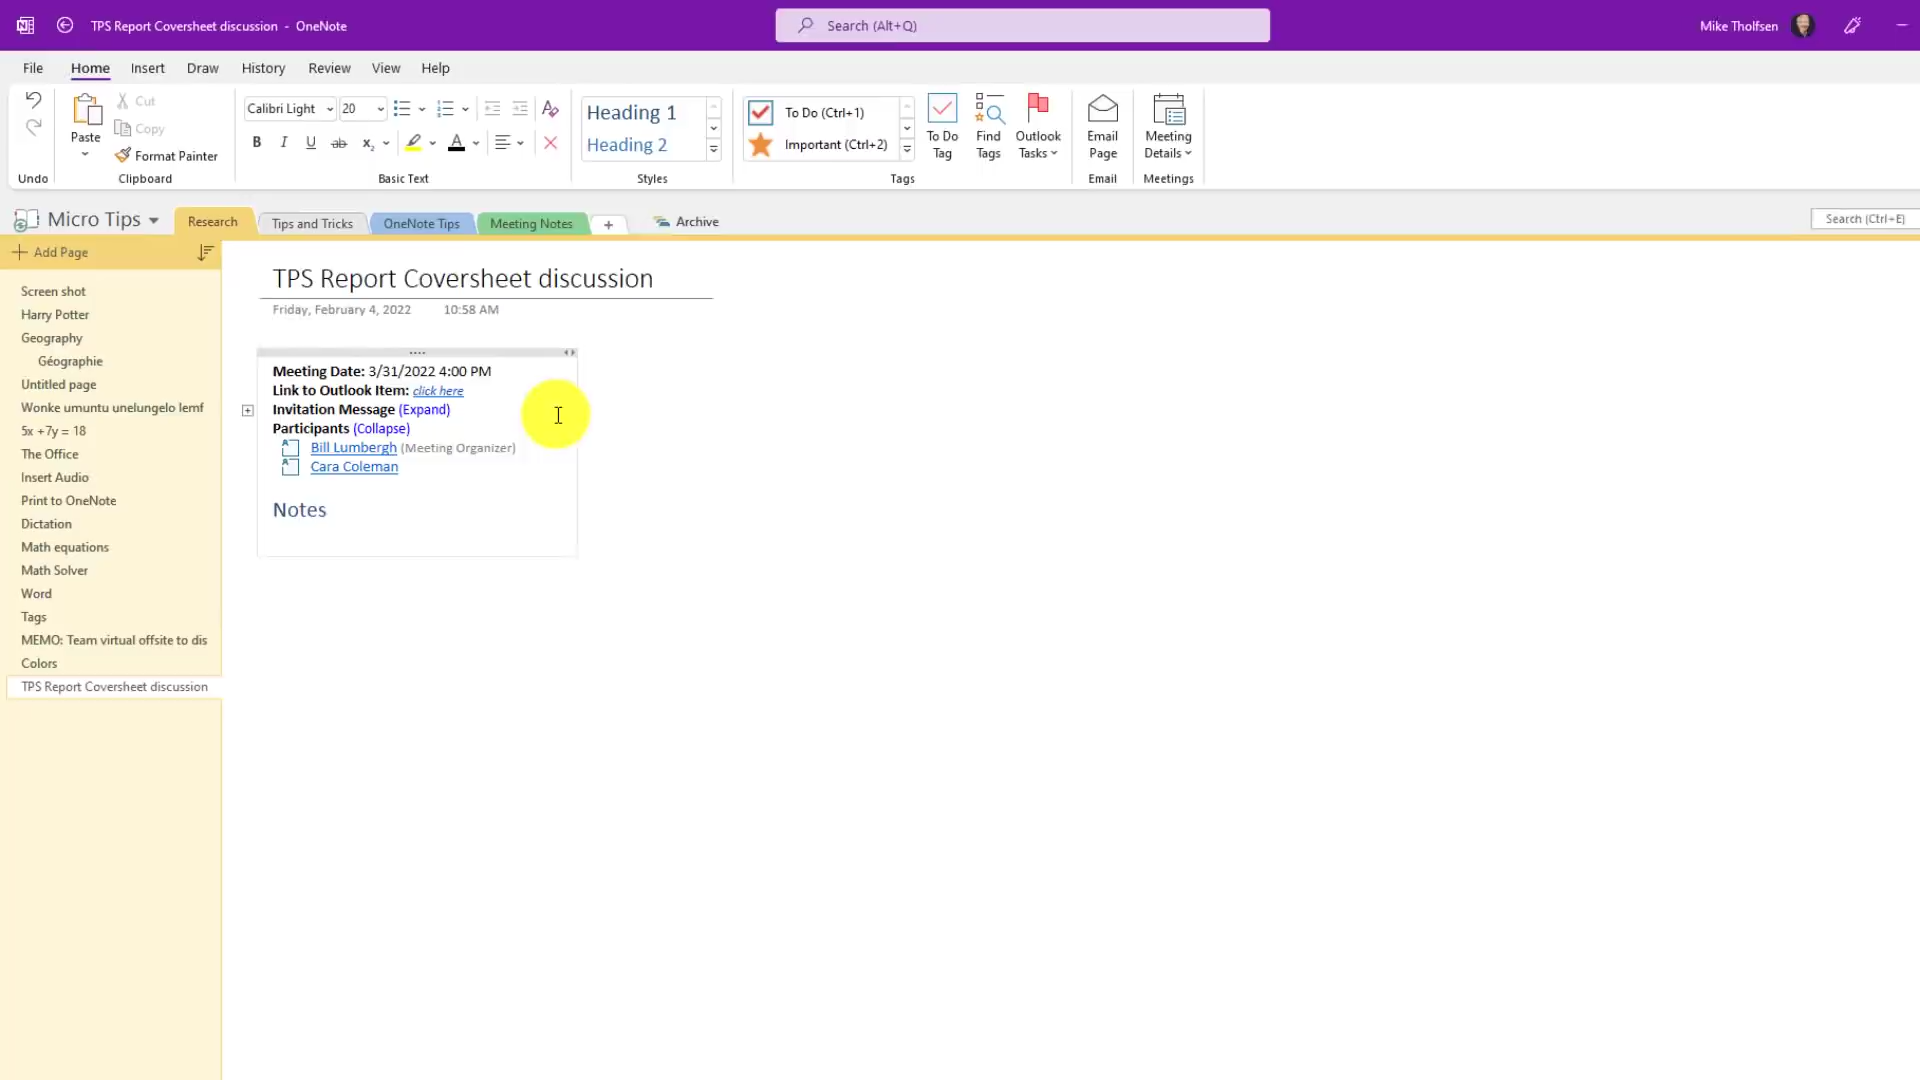 TPS Report Coversheet discussion - OneNote
Search (Alt+Q)
Mike Tholfsen
File Home Insert Draw History Review View Help
Paste
Cut
Copy
Format Painter
Calibri Light 20
Heading 1
Heading 2
To Do (Ctrl+1)
Important (Ctrl+2)
To Do Tag
Find Tags
Outlook Tasks
Email Page
Meeting Details
Undo Clipboard Basic Text Styles Tags Email Meetings
Micro Tips
Research Tips and Tricks OneNote Tips Meeting Notes + Archive
Search (Ctrl+E)
Add Page
Screen shot
Harry Potter
Geography
Géographie
Untitled page
Wonke umuntu unelungelo lemf
5x +7y = 18
The Office
Insert Audio
Print to OneNote
Dictation
Math equations
Math Solver
Word
Tags
MEMO: Team virtual offsite to dis
Colors
TPS Report Coversheet discussion
TPS Report Coversheet discussion
Friday, February 4, 2022 10:58 AM
Meeting Date: 3/31/2022 4:00 PM
Link to Outlook Item: click here
Invitation Message (Expand)
Participants (Collapse)
Bill Lumbergh (Meeting Organizer)
Cara Coleman
Notes